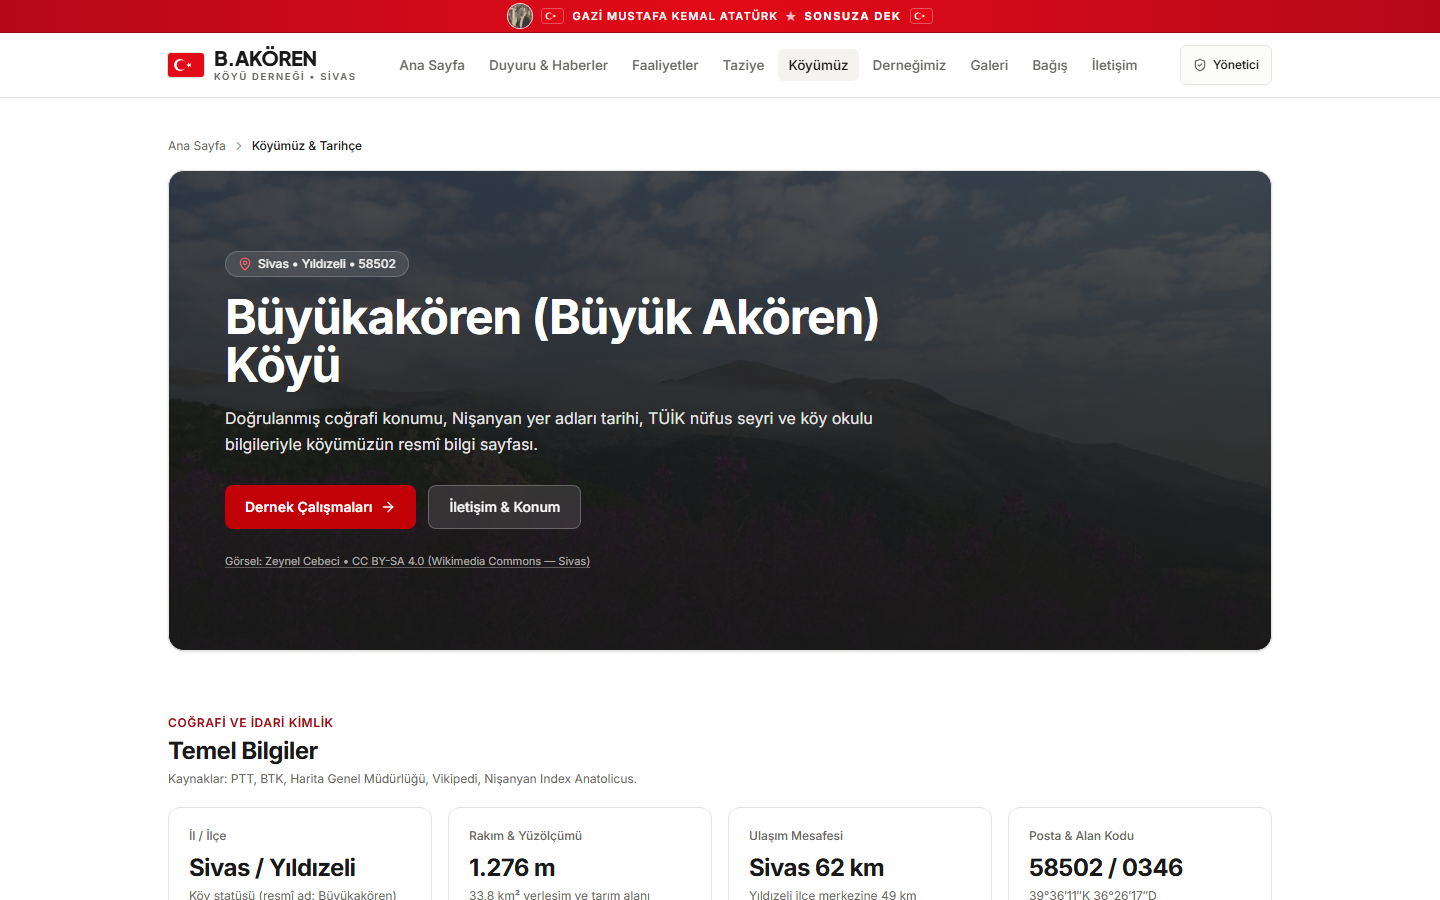 GAZİ MUSTAFA KEMAL ATATÜRK ★ SONSUZA DEK
B.AKÖREN
KÖYÜ DERNEĞİ • SİVAS
Ana Sayfa
Duyuru & Haberler
Faaliyetler
Taziye
Köyümüz
Derneğimiz
Galeri
Bağış
İletişim
Yönetici
Ana Sayfa > Köyümüz & Tarihçe
Sivas • Yıldızeli • 58502
Büyükakören (Büyük Akören)
Köyü
Doğrulanmış coğrafi konumu, Nişanyan yer adları tarihi, TÜİK nüfus seyri ve köy okulu
bilgileriyle köyümüzün resmî bilgi sayfası.
Dernek Çalışmaları →
İletişim & Konum
Görsel: Zeynel Cebeci • CC BY-SA 4.0 (Wikimedia Commons — Sivas)
COĞRAFİ VE İDARİ KİMLİK
Temel Bilgiler
Kaynaklar: PTT, BTK, Harita Genel Müdürlüğü, Vikipedi, Nişanyan Index Anatolicus.
İl / İlçe
Sivas / Yıldızeli
Köy statüsü (resmî ad: Büyükakören)
Rakım & Yüzölçümü
1.276 m
33,8 km² yerleşim ve tarım alanı
Ulaşım Mesafesi
Sivas 62 km
Yıldızeli ilçe merkezine 49 km
Posta & Alan Kodu
58502 / 0346
39°36′11″K 36°26′17″D